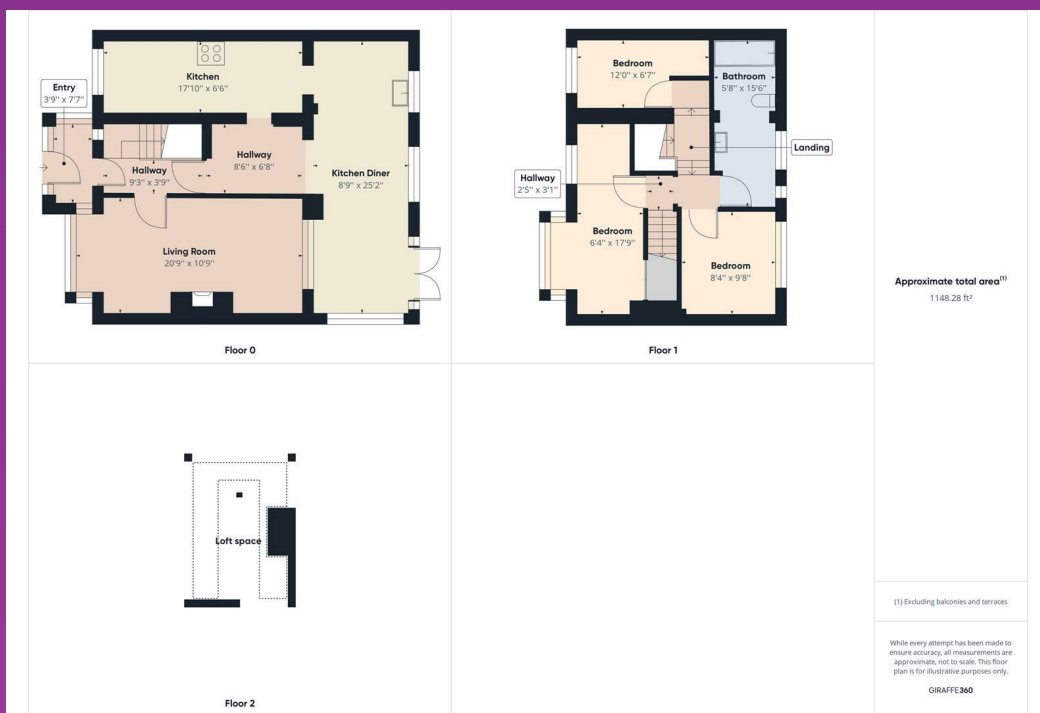 Kitchen
17'10" x 6'6"
Entry
3'9" x 7'7"
Hallway
9'3" x 3'9"
Hallway
8'6" x 6'8"
Kitchen Diner
8'9" x 25'2"
Living Room
20'9" x 10'9"
Floor 0
Bedroom
12'0" x 6'7"
Bathroom
5'8" x 15'6"
Landing
Hallway
2'5" x 3'1"
Bedroom
6'4" x 17'9"
Bedroom
8'4" x 9'8"
Floor 1
Loft space
Floor 2
Approximate total area(1)
1148.28 ft²
(1) Excluding balconies and terraces
While every attempt has been made to
ensure accuracy, all measurements are
approximate, not to scale. This floor
plan is for illustrative purposes only.
GIRAFFE360